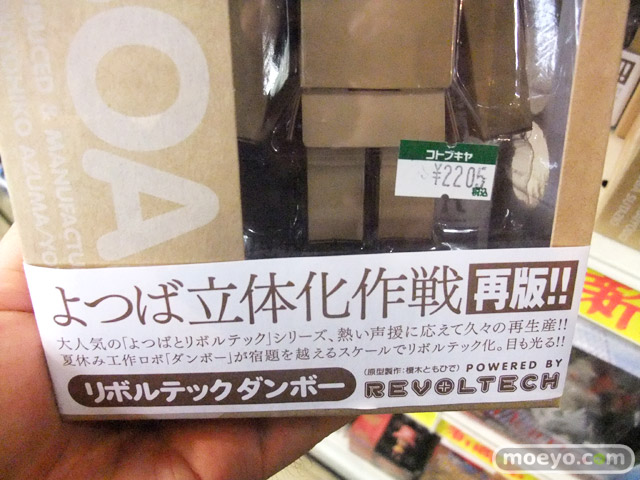 OA
コトブキヤ
¥2205
税込
よつば立体化作戦 再版!!
大人気の「よつばとリボルテック」シリーズ、熱い声援に応えて久々の再生産!!
夏休み工作ロボ「ダンボー」が宿題を越えるスケールでリボルテック化。目も光る!!
(原型製作:榎木ともひで) POWERED BY
リボルテックダンボー REVOLTECH
新
moeyo.com